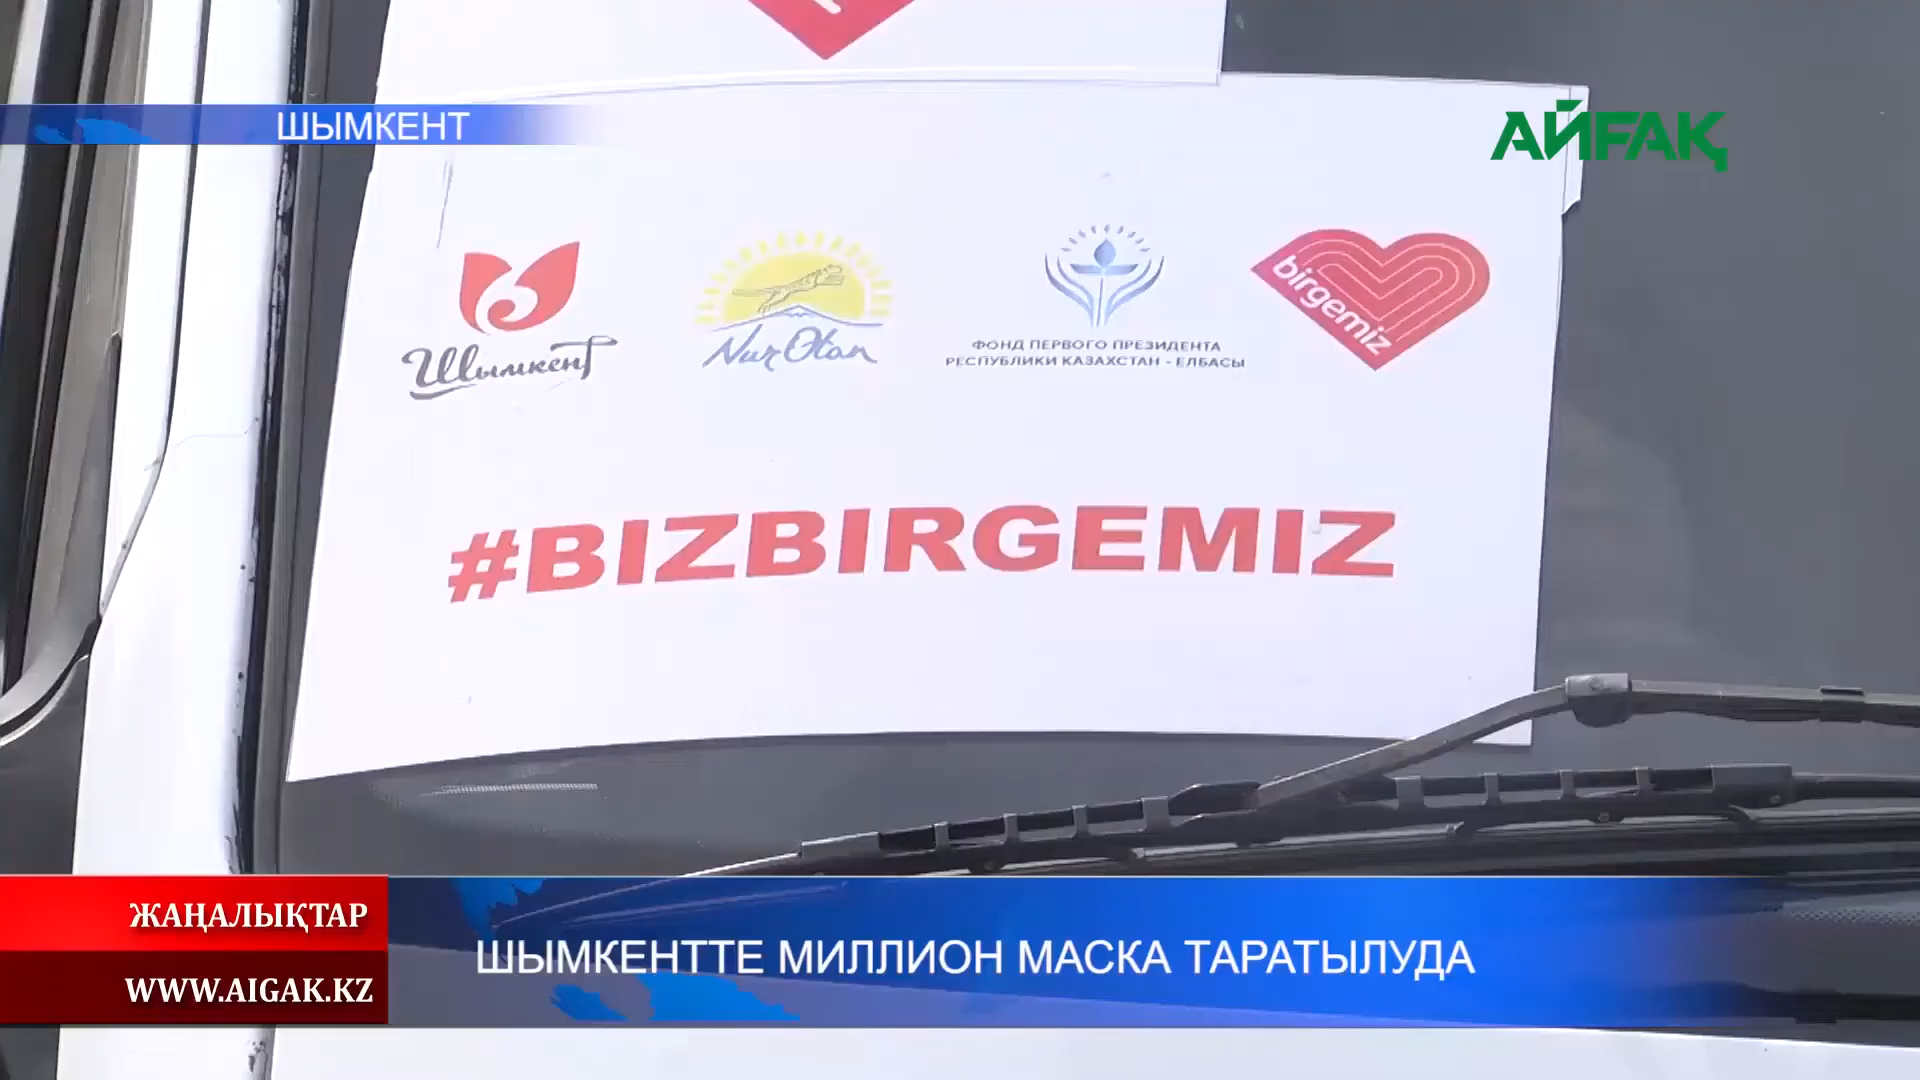 ШЫМКЕНТ
АЙҒАҚ
Шымкент
Nur Otan
ФОНД ПЕРВОГО ПРЕЗИДЕНТА
РЕСПУБЛИКИ КАЗАХСТАН - ЕЛБАСЫ
birgemiz
#BIZBIRGEMIZ
ЖАҢАЛЫҚТАР
WWW.AIGAK.KZ
ШЫМКЕНТТЕ МИЛЛИОН МАСКА ТАРАТЫЛУДА